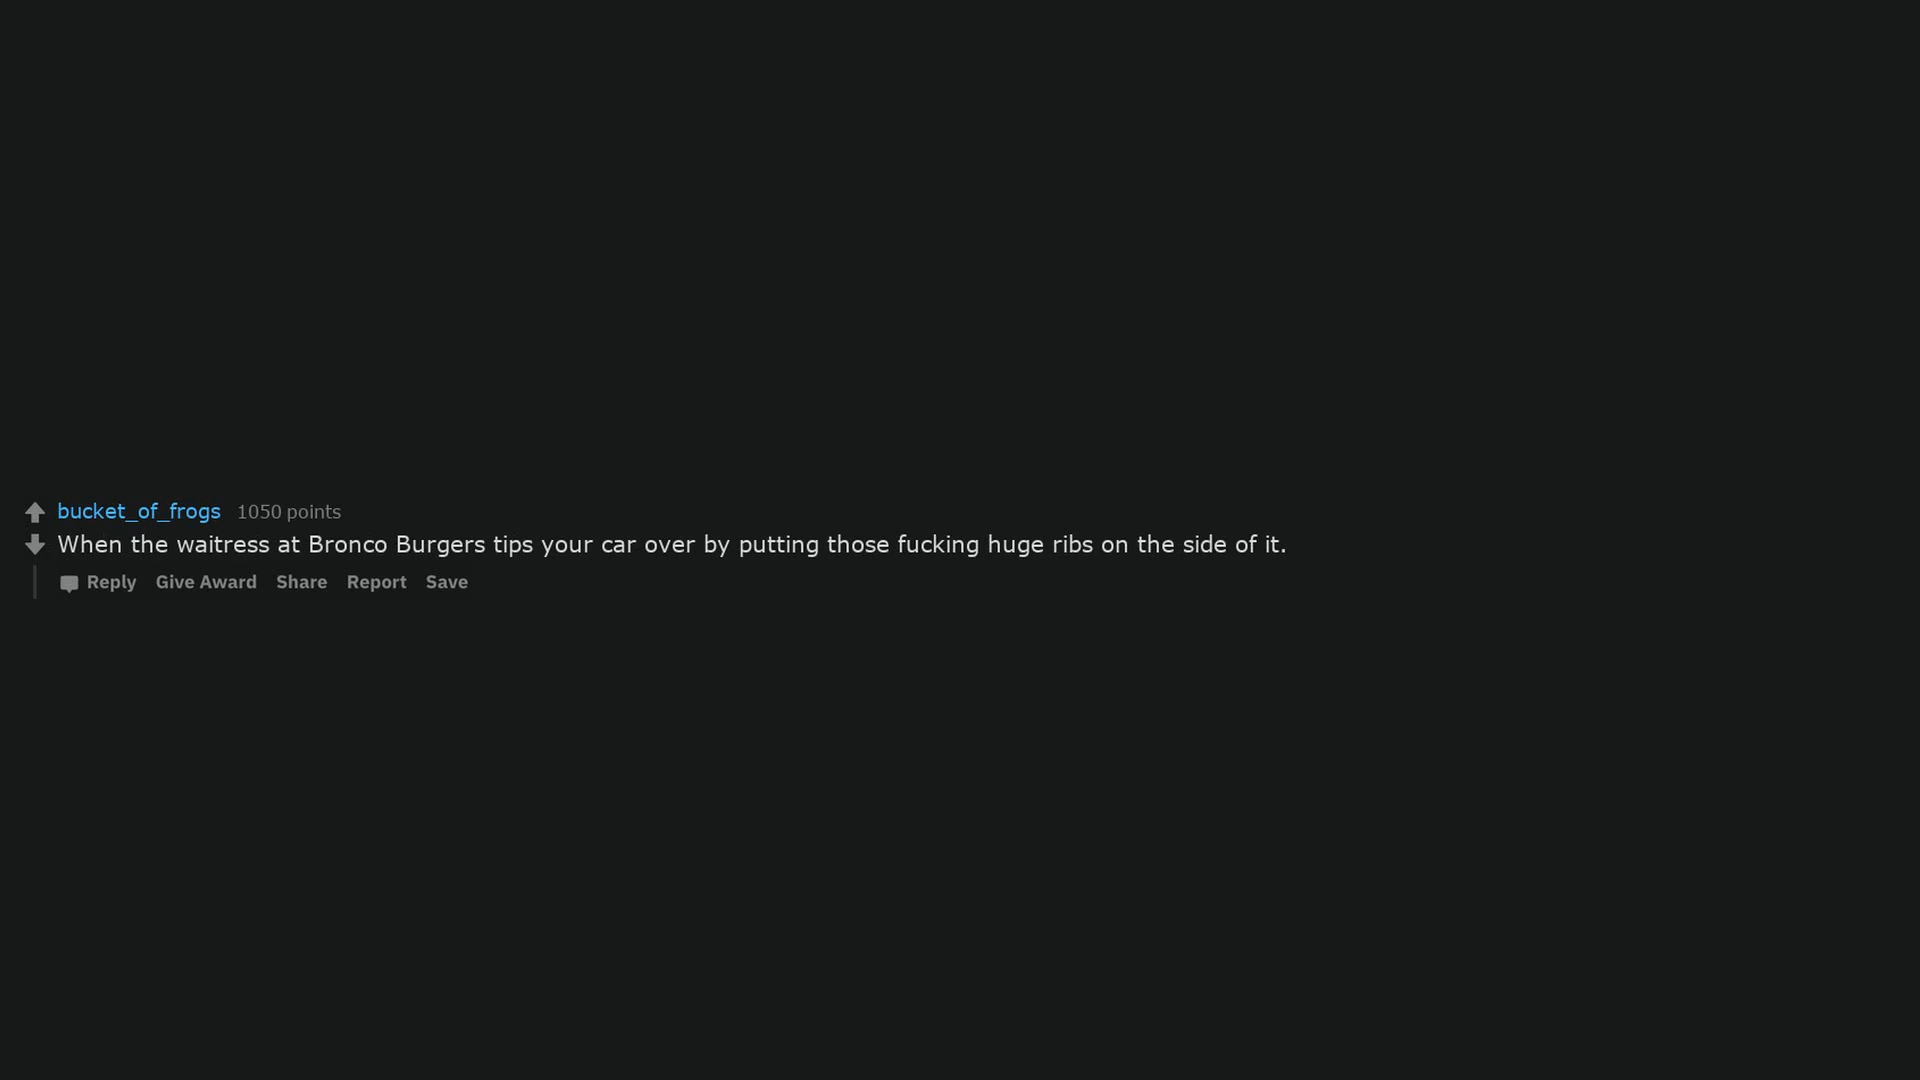 bucket_of_frogs 1050 points
When the waitress at Bronco Burgers tips your car over by putting those fucking huge ribs on the side of it.
Reply Give Award Share Report Save